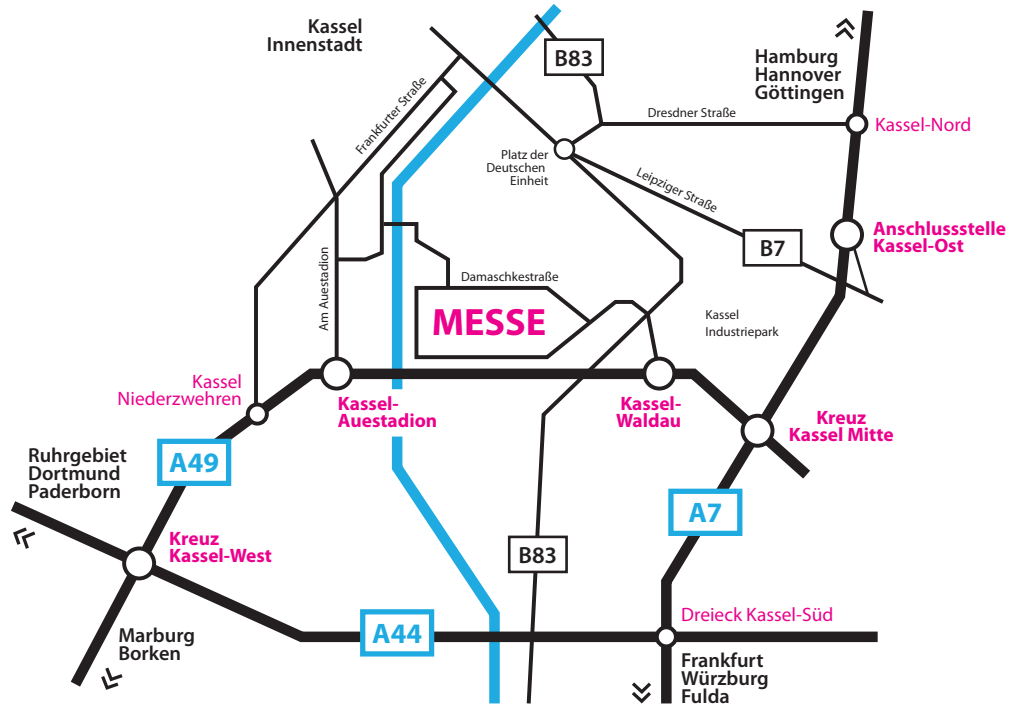 Kassel
Innenstadt
B83
Hamburg
Hannover
Göttingen
Frankfurter Straße
Dresdner Straße
Kassel-Nord
Platz der
Deutschen
Einheit
Leipziger Straße
Anschlussstelle
Kassel-Ost
B7
Am Auestadion
Damaschkestraße
MESSE
Kassel
Industriepark
Kassel
Niederzwehren
Kassel-
Auestadion
Kassel-
Waldau
Kreuz
Kassel Mitte
Ruhrgebiet
Dortmund
Paderborn
A49
A7
Kreuz
Kassel-West
B83
Marburg
Borken
A44
Dreieck Kassel-Süd
Frankfurt
Würzburg
Fulda